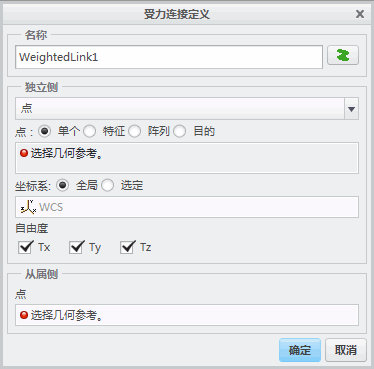 受力连接定义
名称
WeightedLink1
独立侧
点
点： 单个 特征 阵列 目的
选择几何参考。
坐标系: 全局 选定
WCS
自由度
Tx Ty Tz
从属侧
点
选择几何参考。
确定 取消